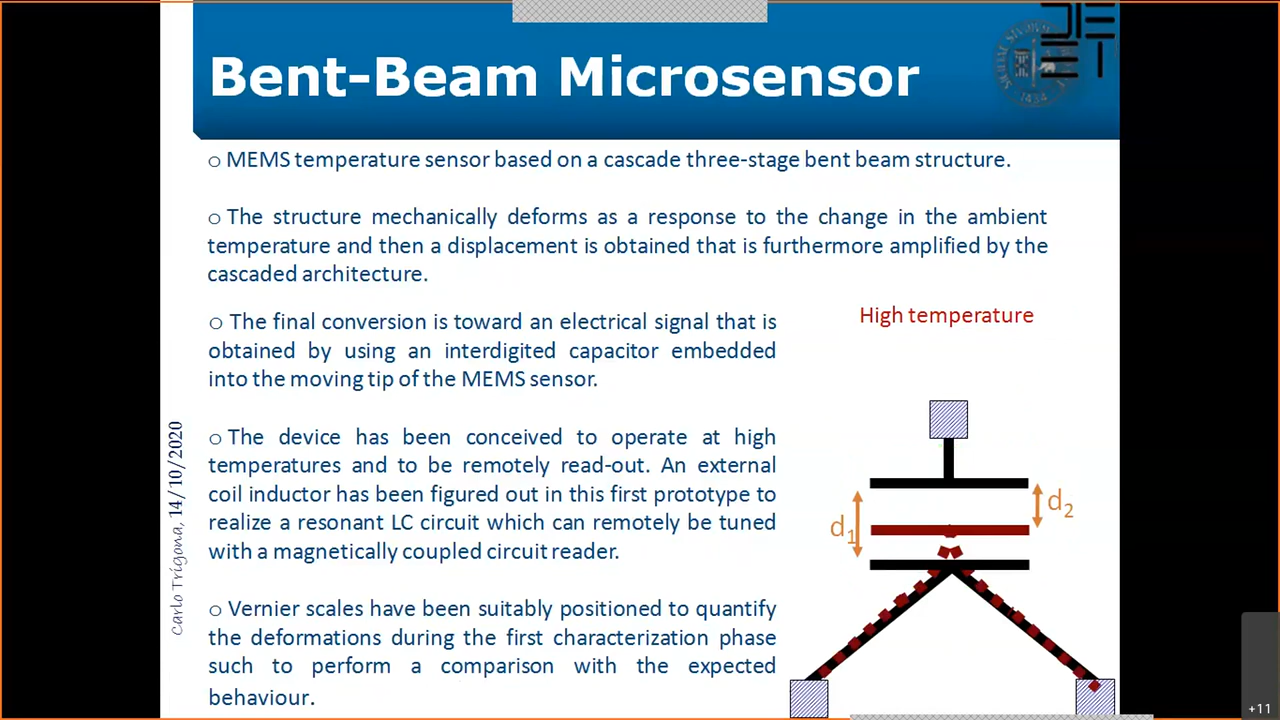 Bent-Beam Microsensor
o MEMS temperature sensor based on a cascade three-stage bent beam structure.
o The structure mechanically deforms as a response to the change in the ambient
temperature and then a displacement is obtained that is furthermore amplified by the
cascaded architecture.
o The final conversion is toward an electrical signal that is
obtained by using an interdigited capacitor embedded
into the moving tip of the MEMS sensor.
o The device has been conceived to operate at high
temperatures and to be remotely read-out. An external
coil inductor has been figured out in this first prototype to
realize a resonant LC circuit which can remotely be tuned
with a magnetically coupled circuit reader.
o Vernier scales have been suitably positioned to quantify
the deformations during the first characterization phase
such to perform a comparison with the expected
behaviour.
High temperature
d1
d2
Carlo Trigona, 14/10/2020
1434
+11